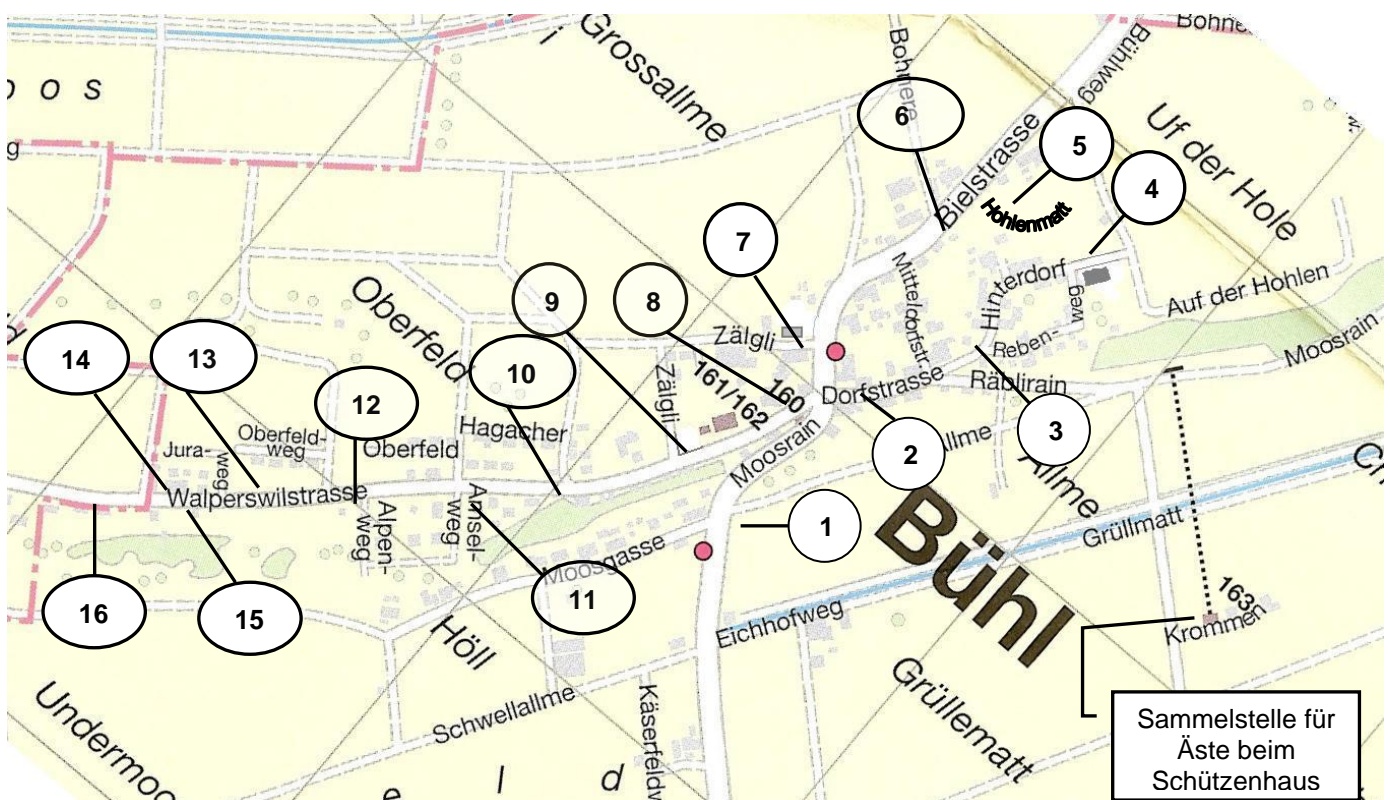 Bohne
Grossallme
i
Bohnere
Bühlweg
o s
Uf der Hole
6
5
4
Bielstrasse
Hohlenmatt
g
7
Mitteldorfstr.
Hinterdorf
Reben-
weg
Auf der Hohlen
Moosrain
Oberfeld
9
8
Zälgli
14
13
12
10
Zälgli
161/162
160
Dorfstrasse
Räblirain
3
2
Jura-
weg
Oberfeld-
weg
Oberfeld
Hagacher
Moosrain
Allme
Allme
Walperswilstrasse
Alpen-
weg
Amsel-
weg
Moosgasse
1
Bühl
Grüllmatt
16
15
11
Höll
Eichhofweg
163
Krommen
Undermoo
Schwellallme
Käserfeldw
Grüllematt
l d
Sammelstelle für
Äste beim
Schützenhaus